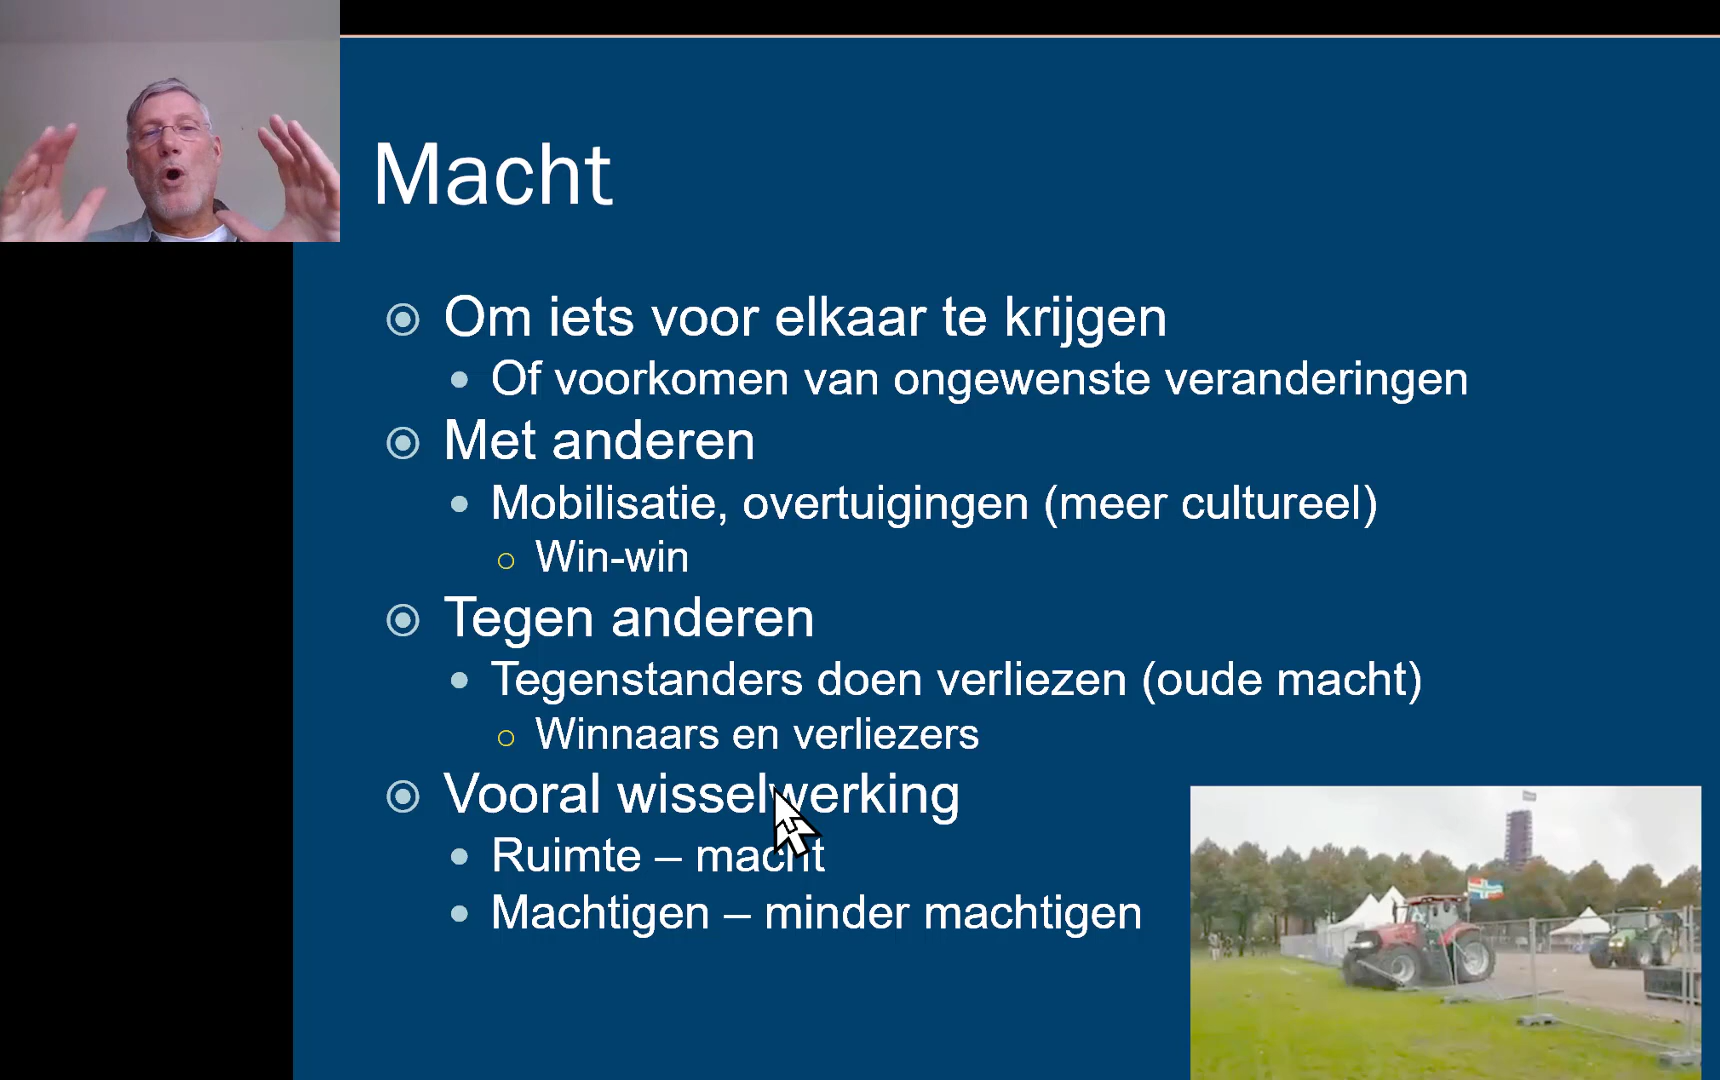 Macht
Om iets voor elkaar te krijgen
Of voorkomen van ongewenste veranderingen
Met anderen
Mobilisatie, overtuigingen (meer cultureel)
Win-win
Tegen anderen
Tegenstanders doen verliezen (oude macht)
Winnaars en verliezers
Vooral wisselwerking
Ruimte – macht
Machtigen – minder machtigen